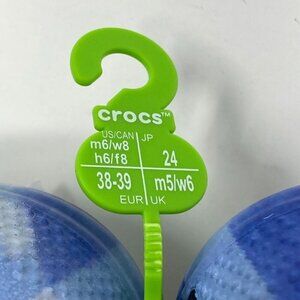 crocs™
US/CAN JP
m6/w8
h6/f8 24
38-39 m5/w6
EUR UK